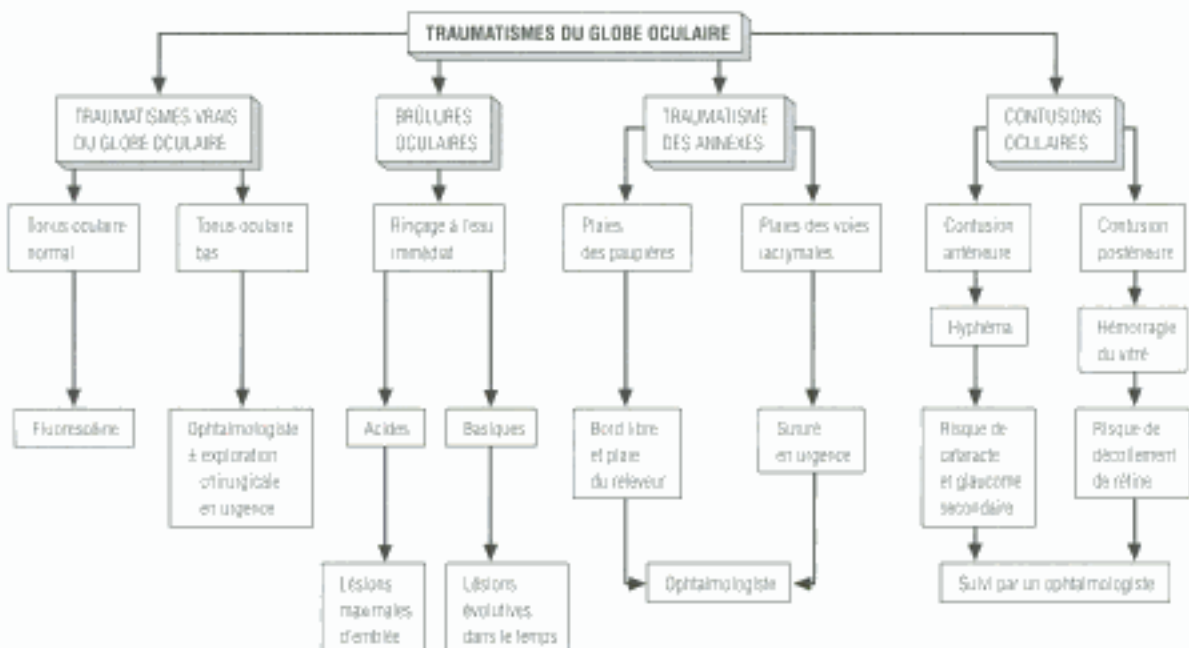 TRAUMATISMES DU GLOBE OCULAIRE
TRAUMATISMES VRAIS
DU GLOBE OCULAIRE
BRÛLURES
OCULAIRES
TRAUMATISME
DES ANNEXES
CONTUSIONS
OCULAIRES
Tonus oculaire
normal
Tonus oculaire
bas
Rinçage à l'eau
immédiat
Plaies
des paupières
Plaies des voies
lacrymales
Contusion
antérieure
Contusion
postérieure
Hyphéma
Hémorragie
du vitré
Fluorescéine
Ophtalmologiste
± exploration
chirurgicale
en urgence
Acides
Basiques
Bord libre
et plaie
du releveur
Suture
en urgence
Risque de
cataracte
et glaucome
secondaire
Risque de
décollement
de rétine
Lésions
maximales
d'emblée
Lésions
évolutives
dans le temps
Ophtalmologiste
Suivi par un ophtalmologiste